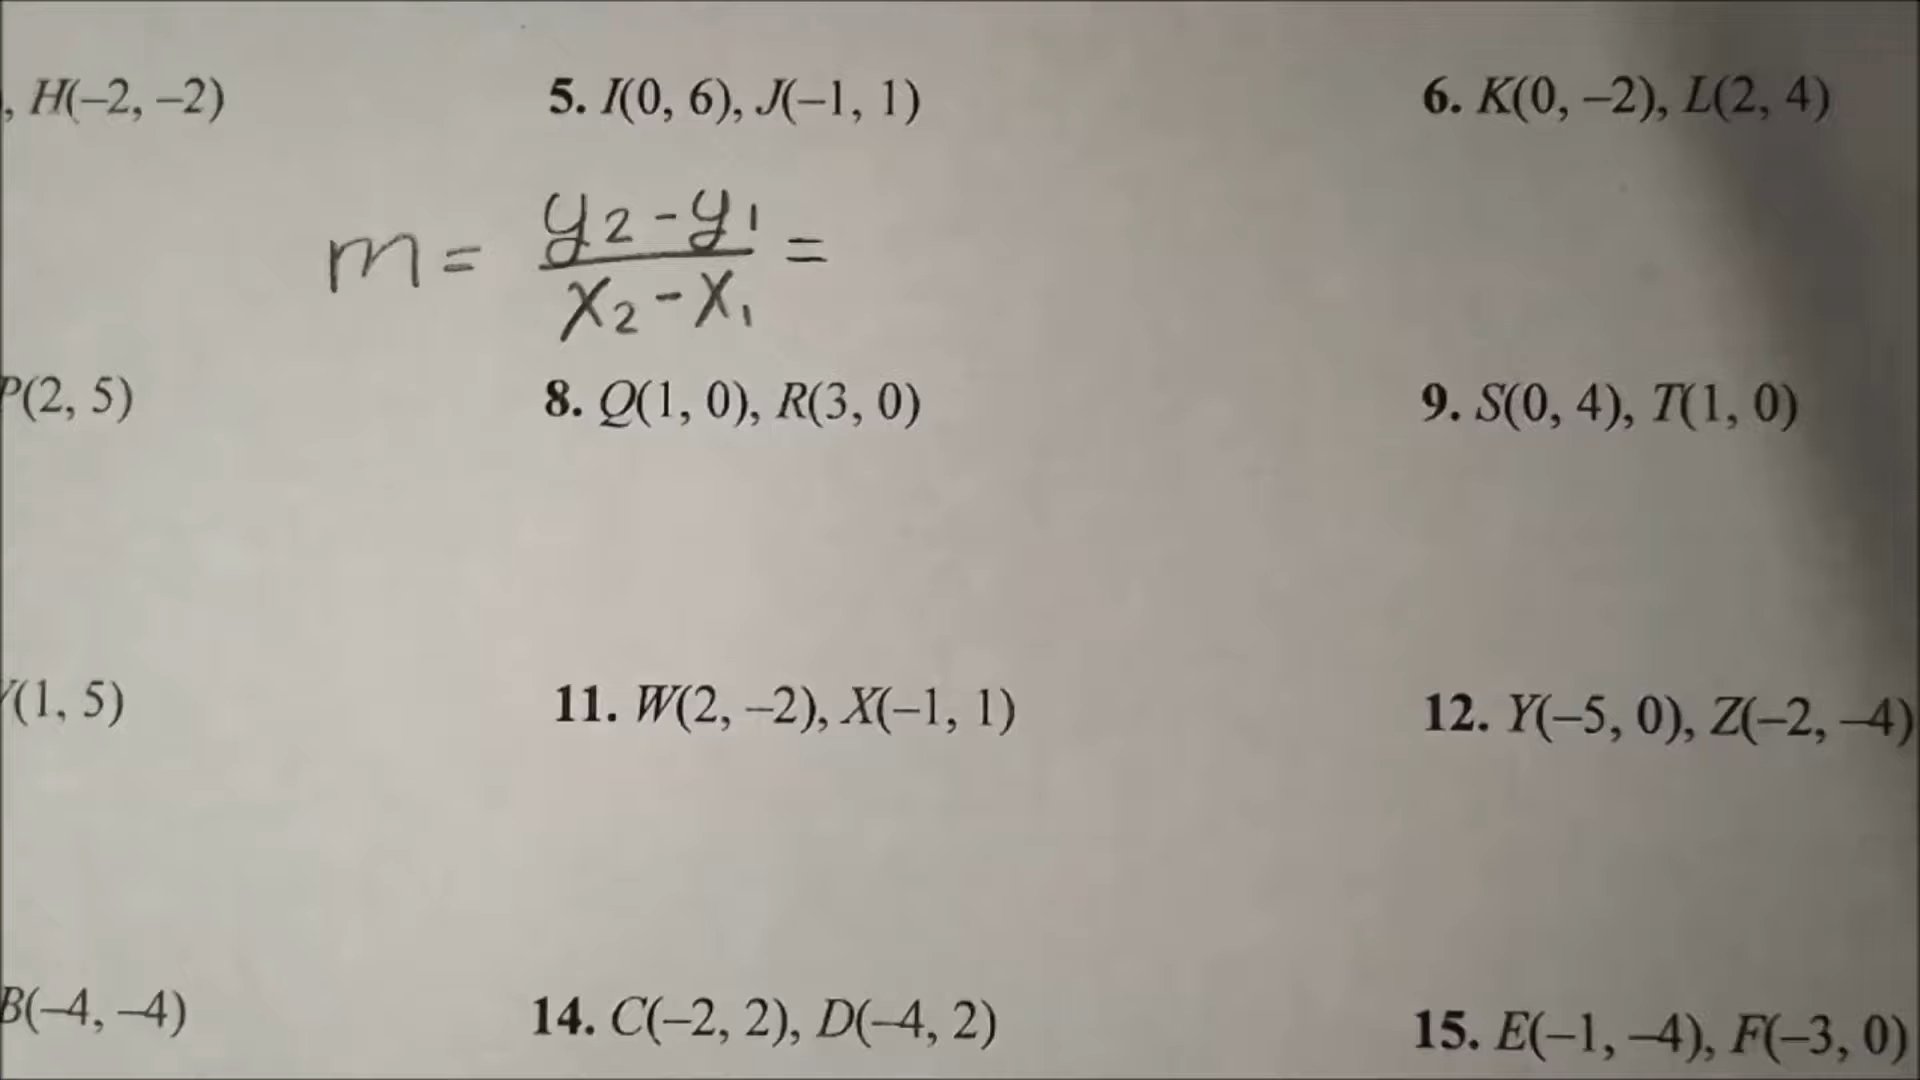 , H(–2, –2) 5. I(0, 6), J(–1, 1) 6. K(0, –2), L(2, 4)
m = y2 - y1 / x2 - x1 =
P(2, 5) 8. Q(1, 0), R(3, 0) 9. S(0, 4), T(1, 0)
(1, 5) 11. W(2, –2), X(–1, 1) 12. Y(–5, 0), Z(–2, –4)
B(–4, –4) 14. C(–2, 2), D(–4, 2) 15. E(–1, –4), F(–3, 0)